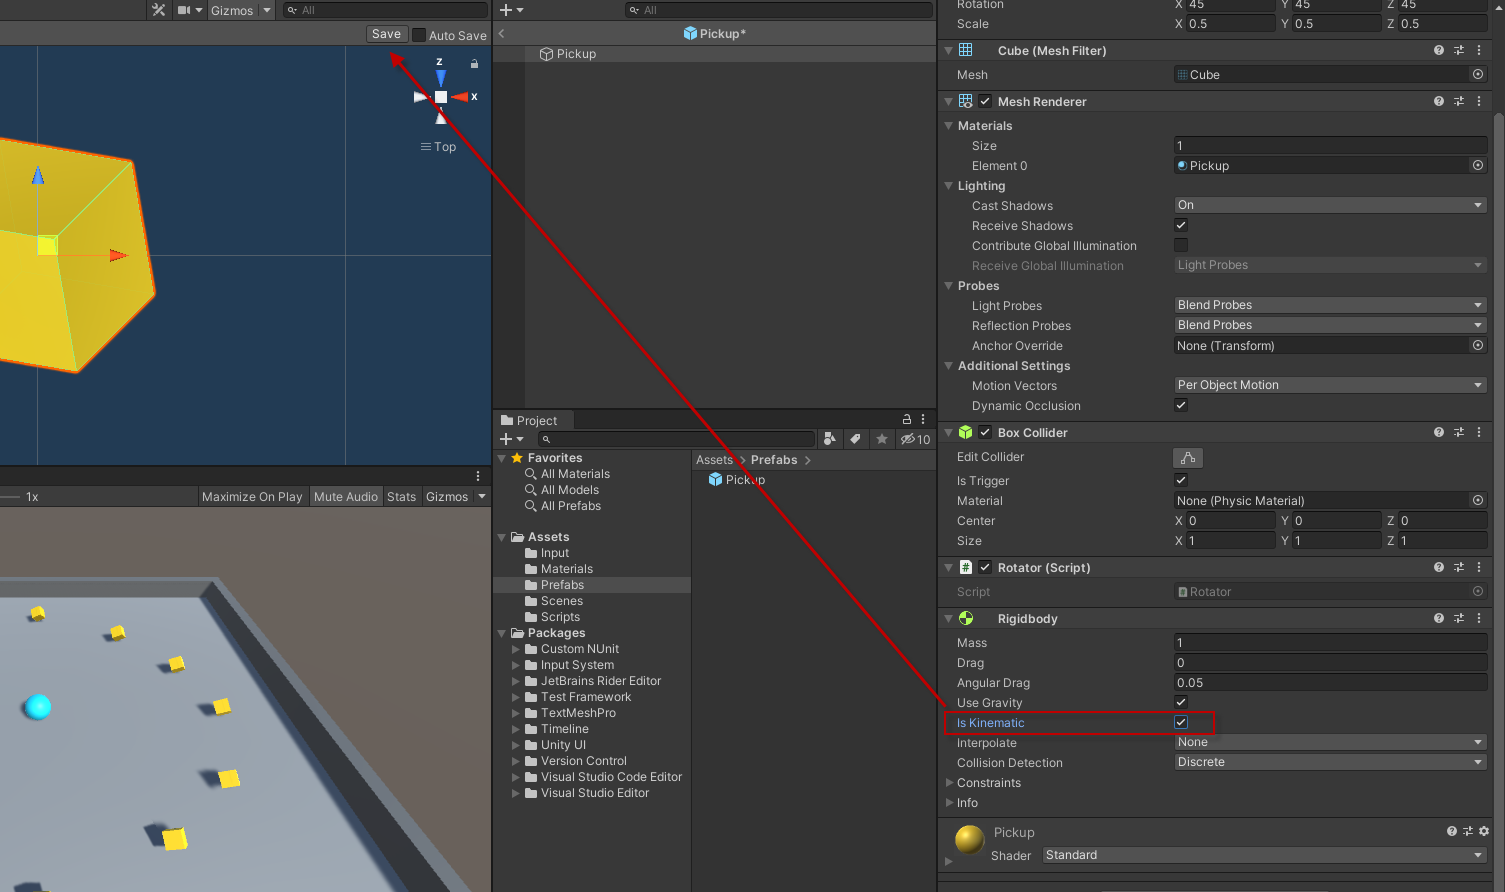 Gizmos
All
Save
Auto Save
z
x
Top
1x
Maximize On Play
Mute Audio
Stats
Gizmos
All
Pickup*
Pickup
Project
10
Favorites
All Materials
All Models
All Prefabs
Assets
Input
Materials
Prefabs
Scenes
Scripts
Packages
Custom NUnit
Input System
JetBrains Rider Editor
Test Framework
TextMeshPro
Timeline
Unity UI
Version Control
Visual Studio Code Editor
Visual Studio Editor
Assets > Prefabs >
Pickup
Rotation X 45 Y 45 Z 45
Scale X 0.5 Y 0.5 Z 0.5
Cube (Mesh Filter)
Mesh Cube
Mesh Renderer
Materials
Size 1
Element 0 Pickup
Lighting
Cast Shadows On
Receive Shadows
Contribute Global Illumination
Receive Global Illumination Light Probes
Probes
Light Probes Blend Probes
Reflection Probes Blend Probes
Anchor Override None (Transform)
Additional Settings
Motion Vectors Per Object Motion
Dynamic Occlusion
Box Collider
Edit Collider
Is Trigger
Material None (Physic Material)
Center X 0 Y 0 Z 0
Size X 1 Y 1 Z 1
# Rotator (Script)
Script Rotator
Rigidbody
Mass 1
Drag 0
Angular Drag 0.05
Use Gravity
Is Kinematic
Interpolate None
Collision Detection Discrete
Constraints
Info
Pickup
Shader Standard